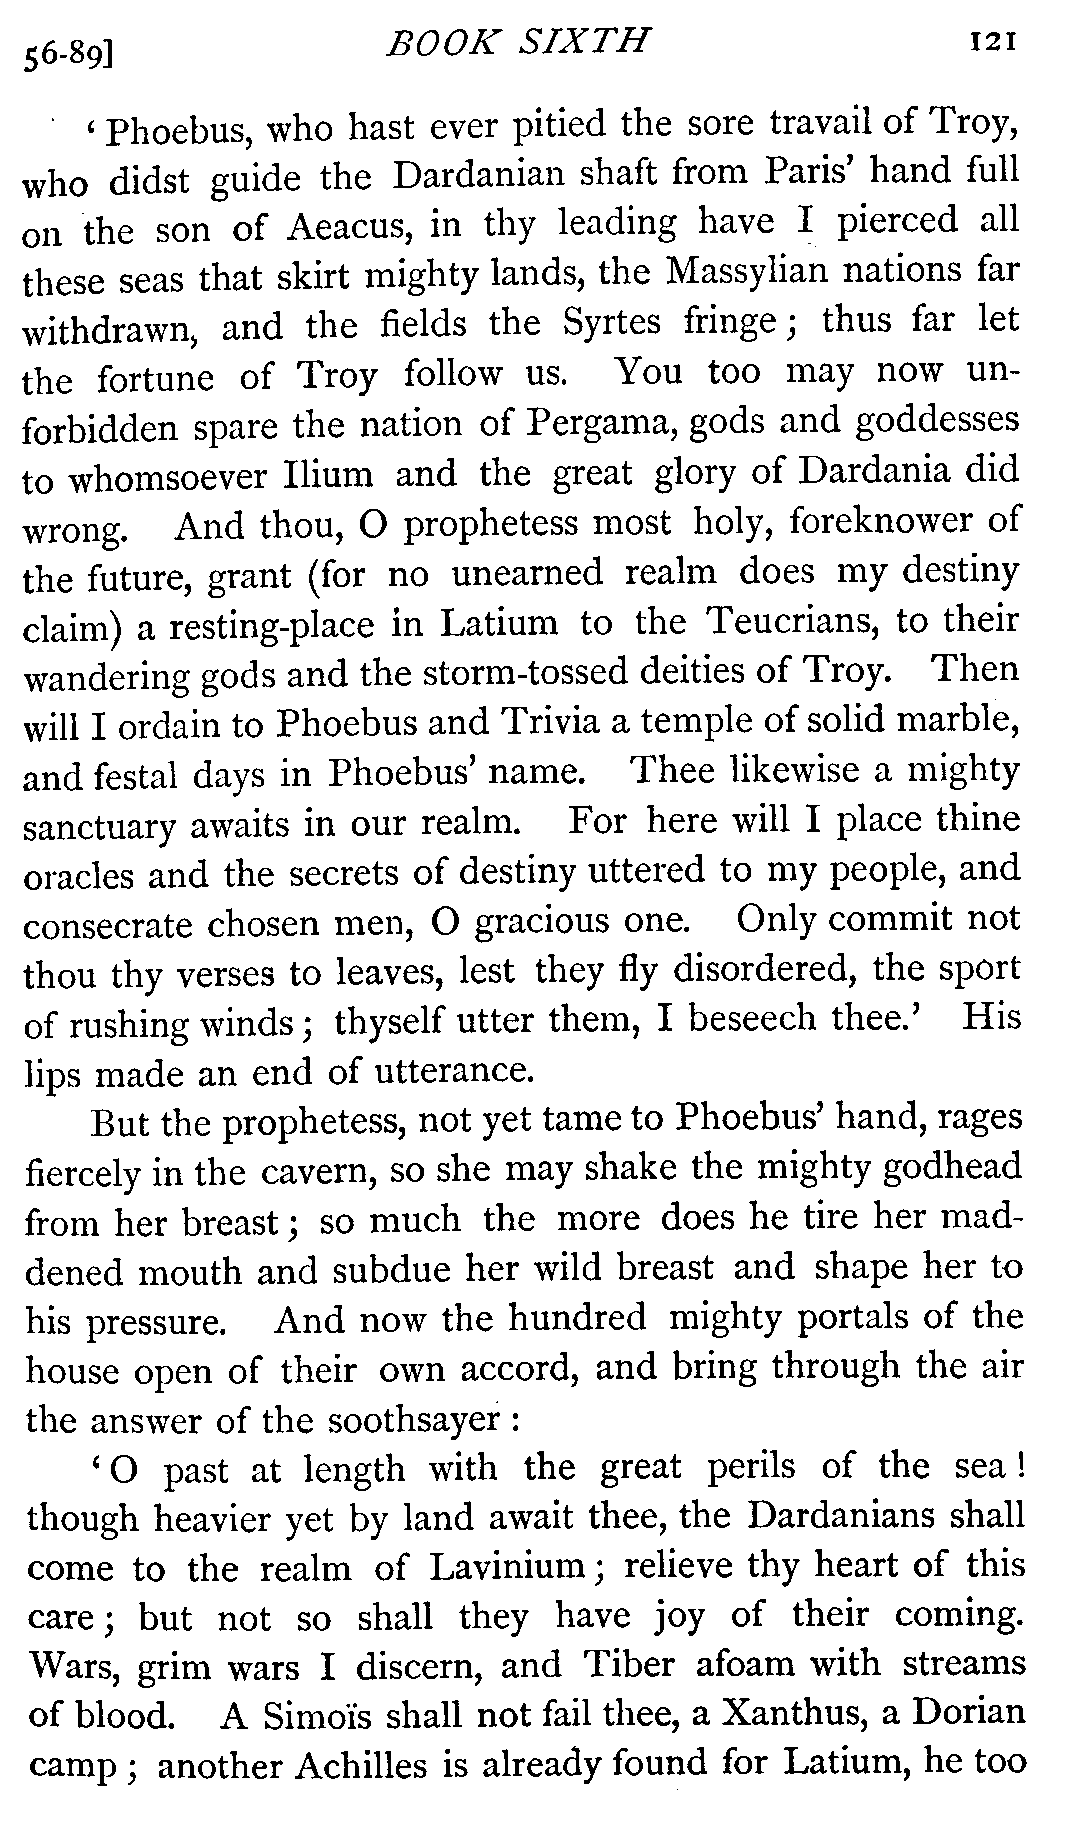 56-89] BOOK SIXTH 121
‘ Phoebus, who hast ever pitied the sore travail of Troy,
who didst guide the Dardanian shaft from Paris’ hand full
on the son of Aeacus, in thy leading have I pierced all
these seas that skirt mighty lands, the Massylian nations far
withdrawn, and the fields the Syrtes fringe ; thus far let
the fortune of Troy follow us. You too may now un-
forbidden spare the nation of Pergama, gods and goddesses
to whomsoever Ilium and the great glory of Dardania did
wrong. And thou, O prophetess most holy, foreknower of
the future, grant (for no unearned realm does my destiny
claim) a resting-place in Latium to the Teucrians, to their
wandering gods and the storm-tossed deities of Troy. Then
will I ordain to Phoebus and Trivia a temple of solid marble,
and festal days in Phoebus’ name. Thee likewise a mighty
sanctuary awaits in our realm. For here will I place thine
oracles and the secrets of destiny uttered to my people, and
consecrate chosen men, O gracious one. Only commit not
thou thy verses to leaves, lest they fly disordered, the sport
of rushing winds ; thyself utter them, I beseech thee.’ His
lips made an end of utterance.
But the prophetess, not yet tame to Phoebus’ hand, rages
fiercely in the cavern, so she may shake the mighty godhead
from her breast ; so much the more does he tire her mad-
dened mouth and subdue her wild breast and shape her to
his pressure. And now the hundred mighty portals of the
house open of their own accord, and bring through the air
the answer of the soothsayer :
‘ O past at length with the great perils of the sea !
though heavier yet by land await thee, the Dardanians shall
come to the realm of Lavinium ; relieve thy heart of this
care ; but not so shall they have joy of their coming.
Wars, grim wars I discern, and Tiber afoam with streams
of blood. A Simoïs shall not fail thee, a Xanthus, a Dorian
camp ; another Achilles is already found for Latium, he too